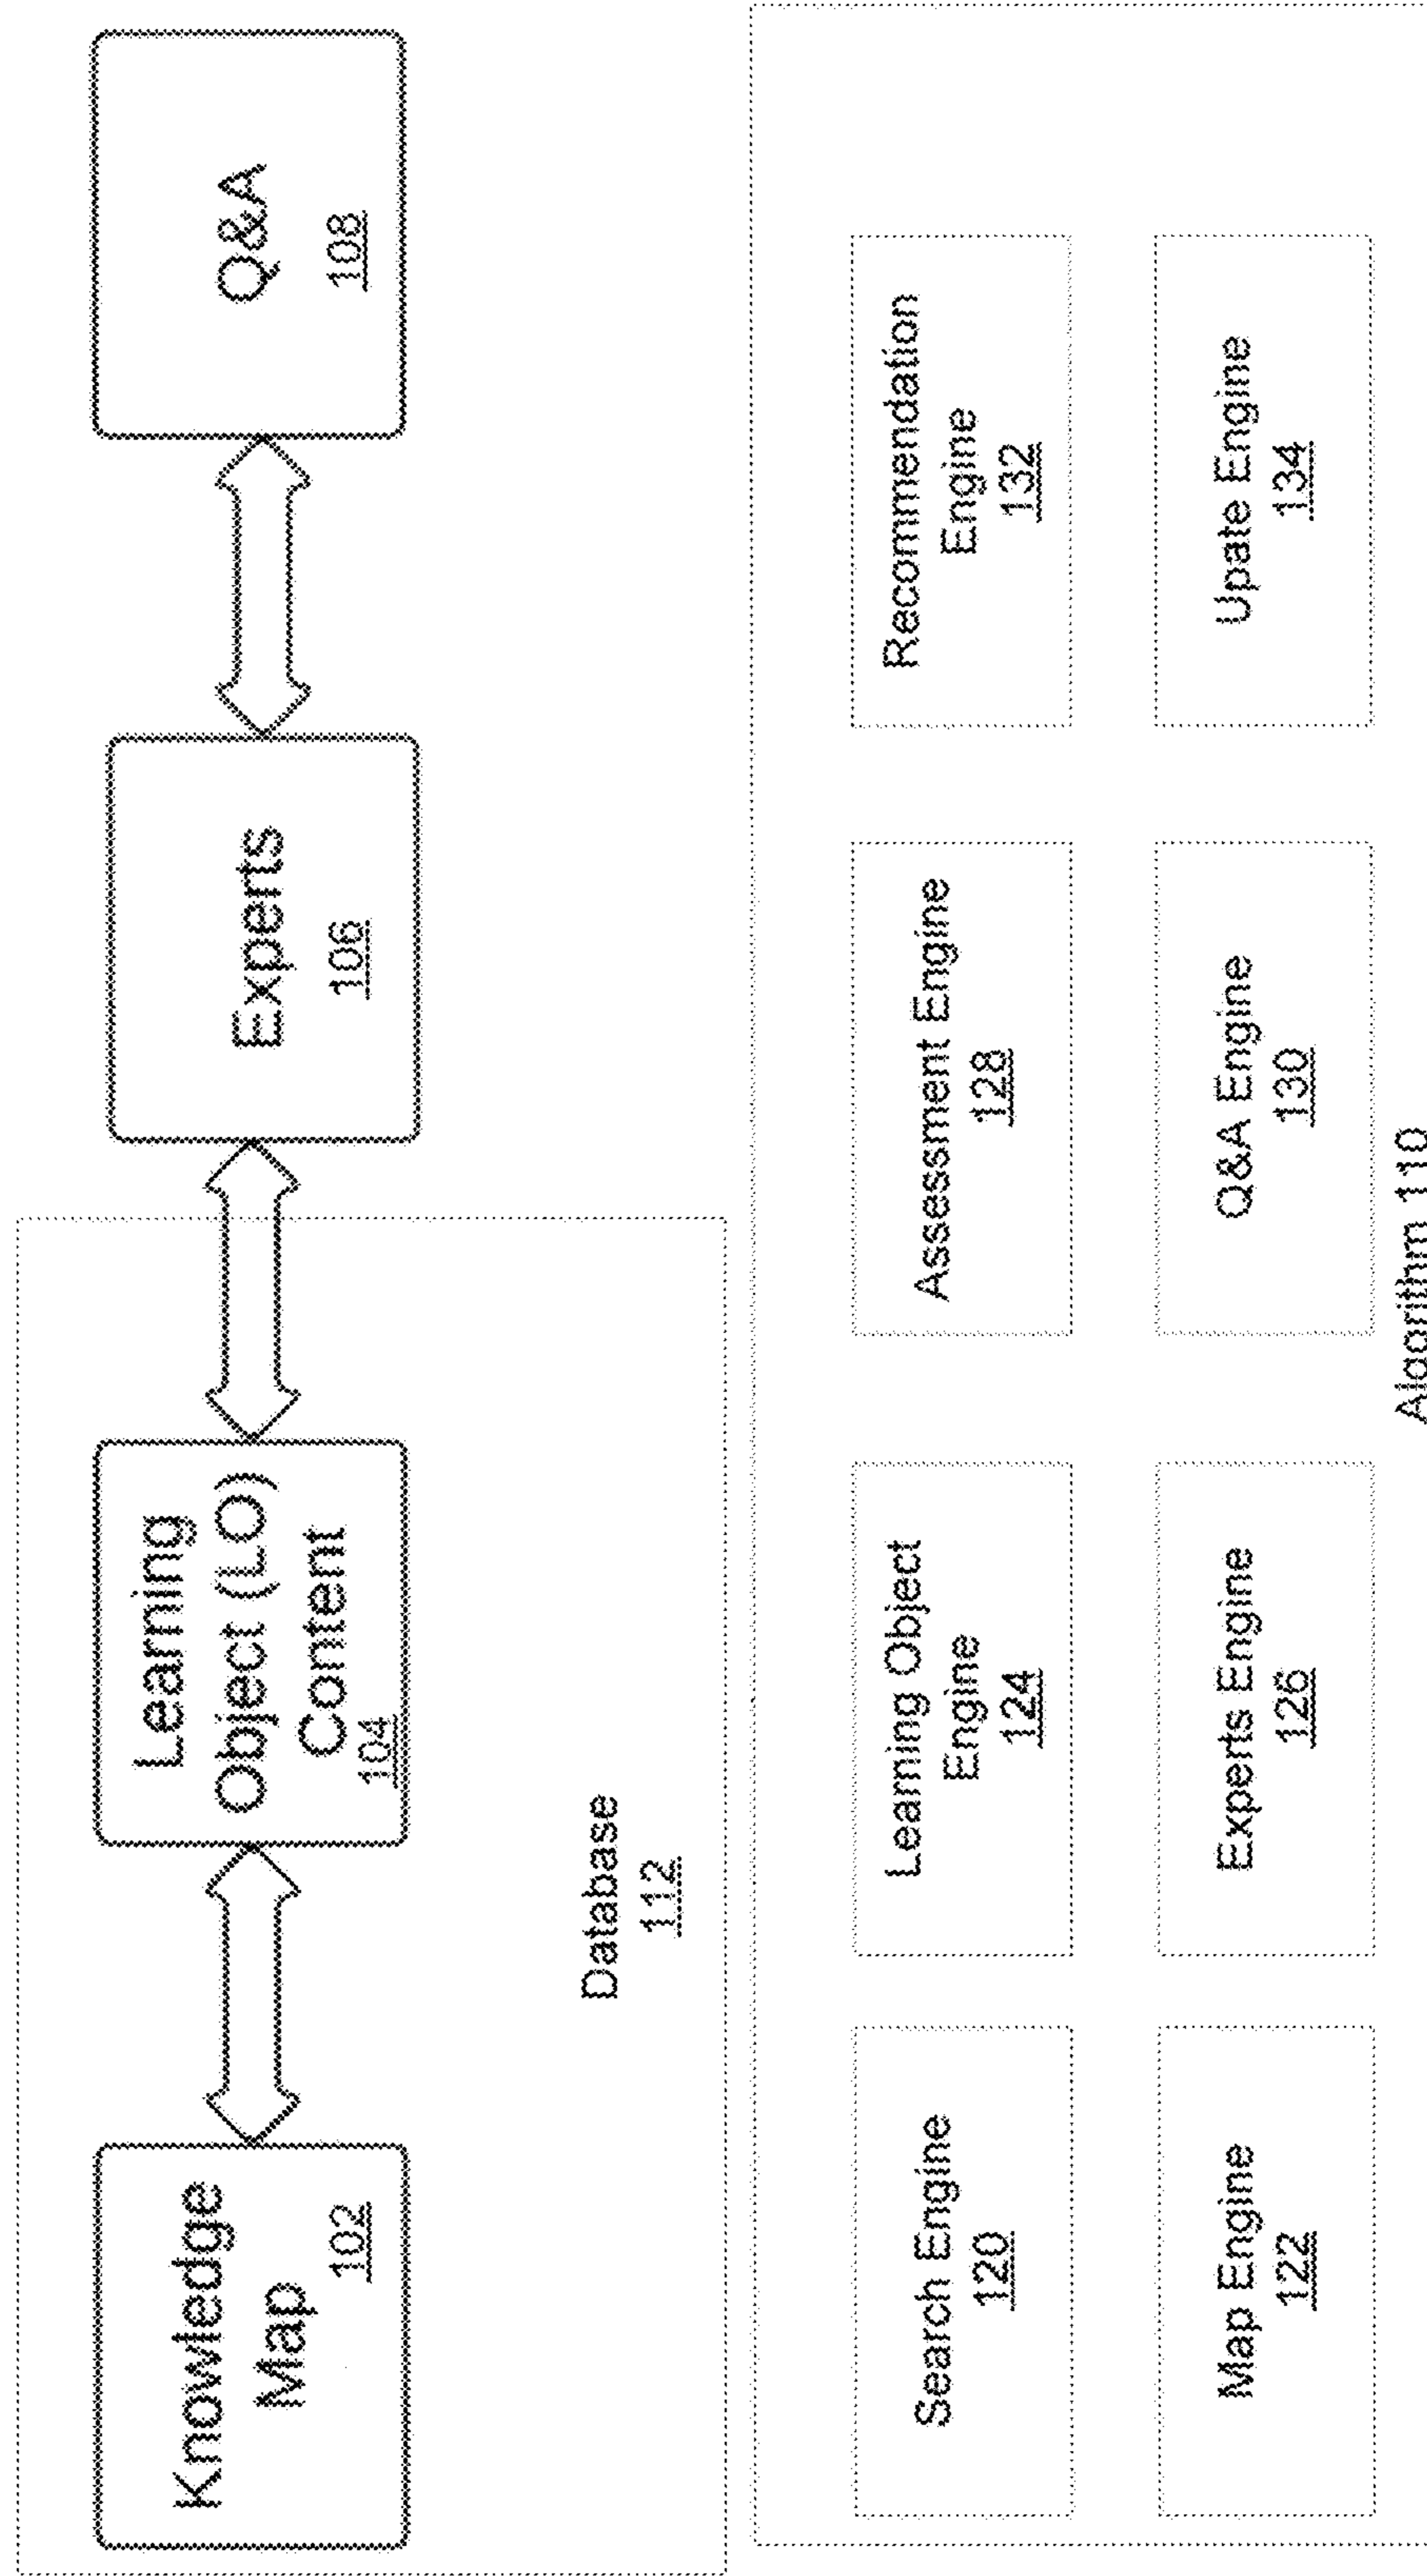 Knowledge
Map
102
Learning
Object (LO)
Content
104
Experts
106
Q&A
108
Database
112
Search Engine
120
Learning Object
Engine
124
Assessment Engine
128
Recommendation
Engine
132
Map Engine
122
Experts Engine
126
Q&A Engine
130
Upate Engine
134
Algorithm 110